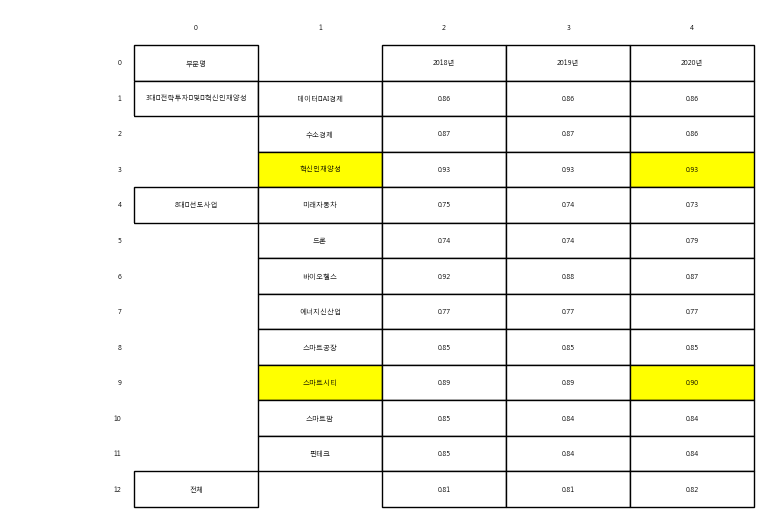 0 1 2 3 4
0 부문명 2018년 2019년 2020년
1 3대□전략투자□및□혁신인재양성 데이터□AI경제 0.86 0.86 0.86
2 수소경제 0.87 0.87 0.86
3 혁신인재양성 0.93 0.93 0.93
4 8대□선도사업 미래자동차 0.75 0.74 0.73
5 드론 0.74 0.74 0.79
6 바이오헬스 0.92 0.88 0.87
7 에너지신산업 0.77 0.77 0.77
8 스마트공장 0.85 0.85 0.85
9 스마트시티 0.89 0.89 0.90
10 스마트팜 0.85 0.84 0.84
11 핀테크 0.85 0.84 0.84
12 전체 0.81 0.81 0.82